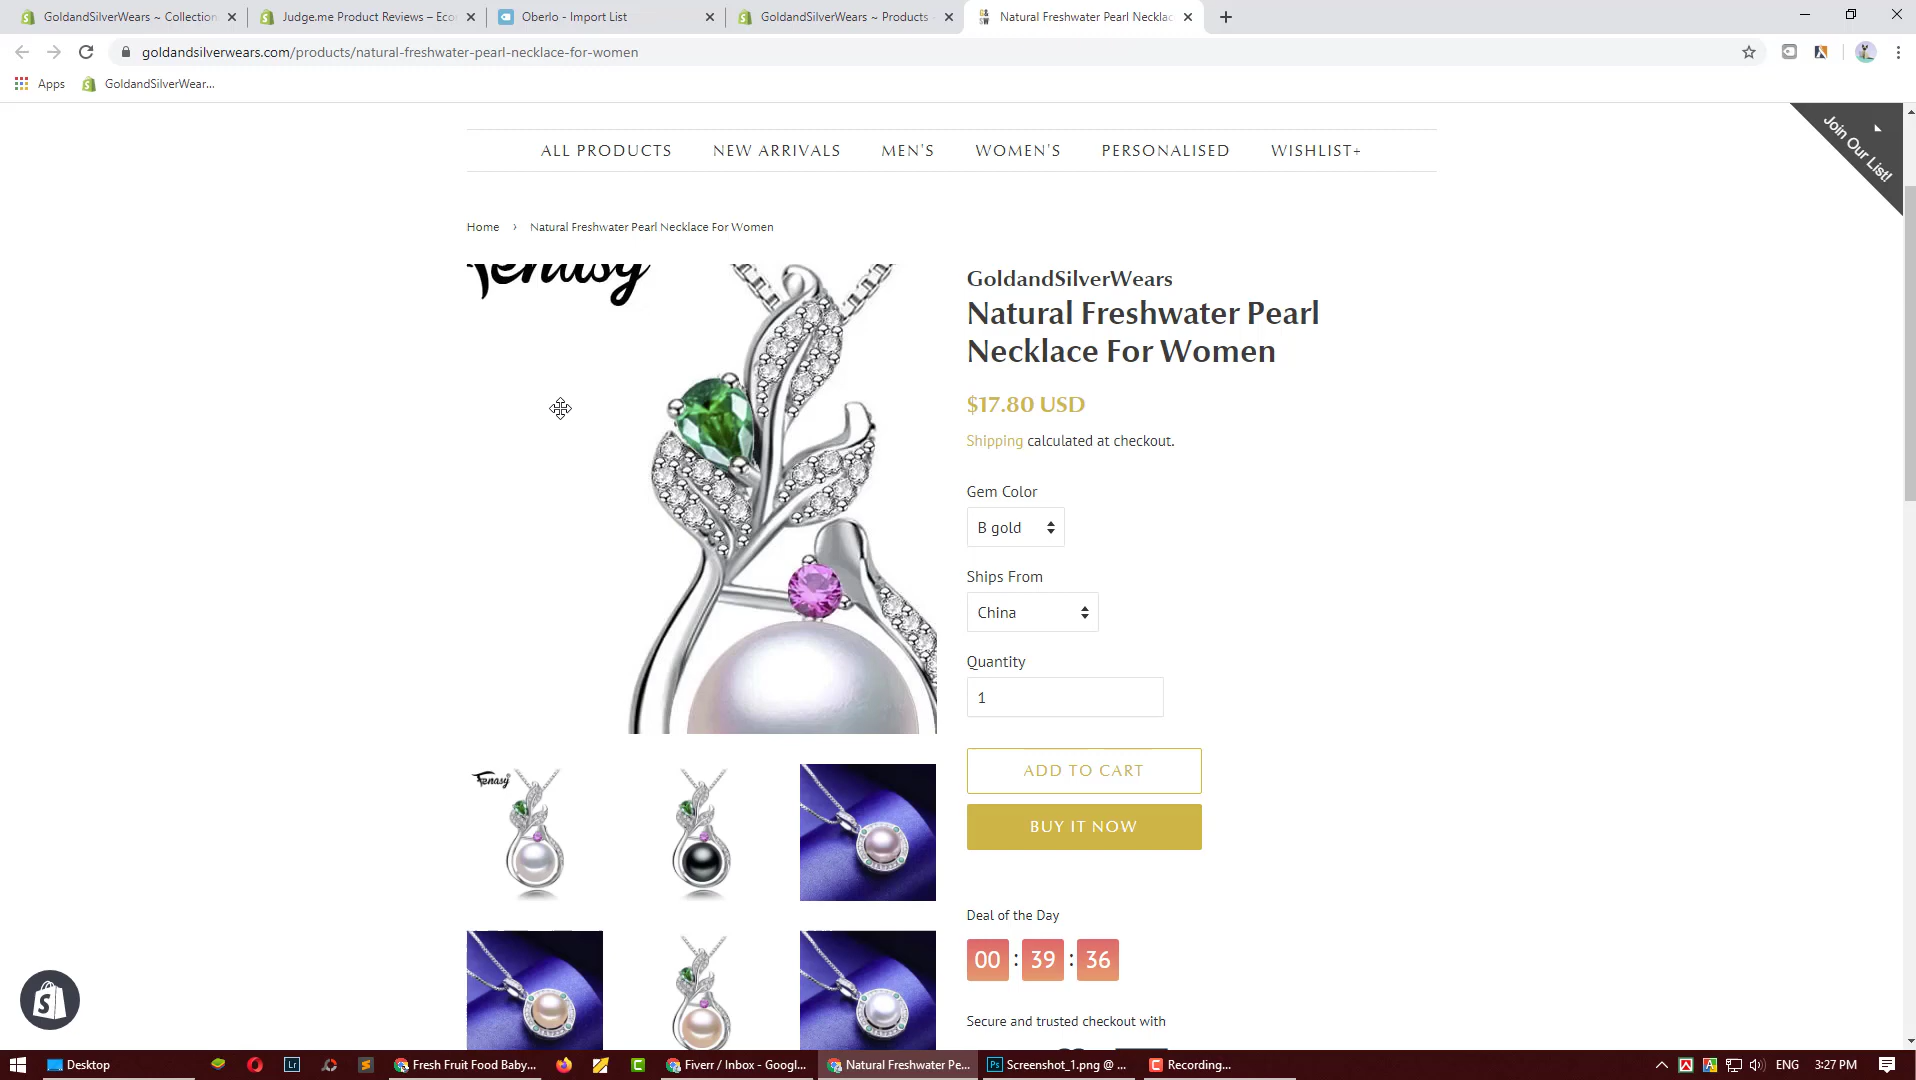 GoldandSilverWears ~ Collection
Judge.me Product Reviews – Eco
Oberlo - Import List
GoldandSilverWears ~ Products
Natural Freshwater Pearl Necklac
goldandsilverwears.com/products/natural-freshwater-pearl-necklace-for-women
Apps
GoldandSilverWear...
Join Our List!
ALL PRODUCTS
NEW ARRIVALS
MEN'S
WOMEN'S
PERSONALISED
WISHLIST+
Home › Natural Freshwater Pearl Necklace For Women
Fenasy
GoldandSilverWears
Natural Freshwater Pearl
Necklace For Women
$17.80 USD
Shipping calculated at checkout.
Gem Color
B gold
Ships From
China
Quantity
1
ADD TO CART
BUY IT NOW
Fenasy
Deal of the Day
00 : 39 : 36
Secure and trusted checkout with
Desktop
Fresh Fruit Food Baby...
Fiverr / Inbox - Googl...
Natural Freshwater Pe...
Screenshot_1.png @ ...
Recording...
ENG
3:27 PM